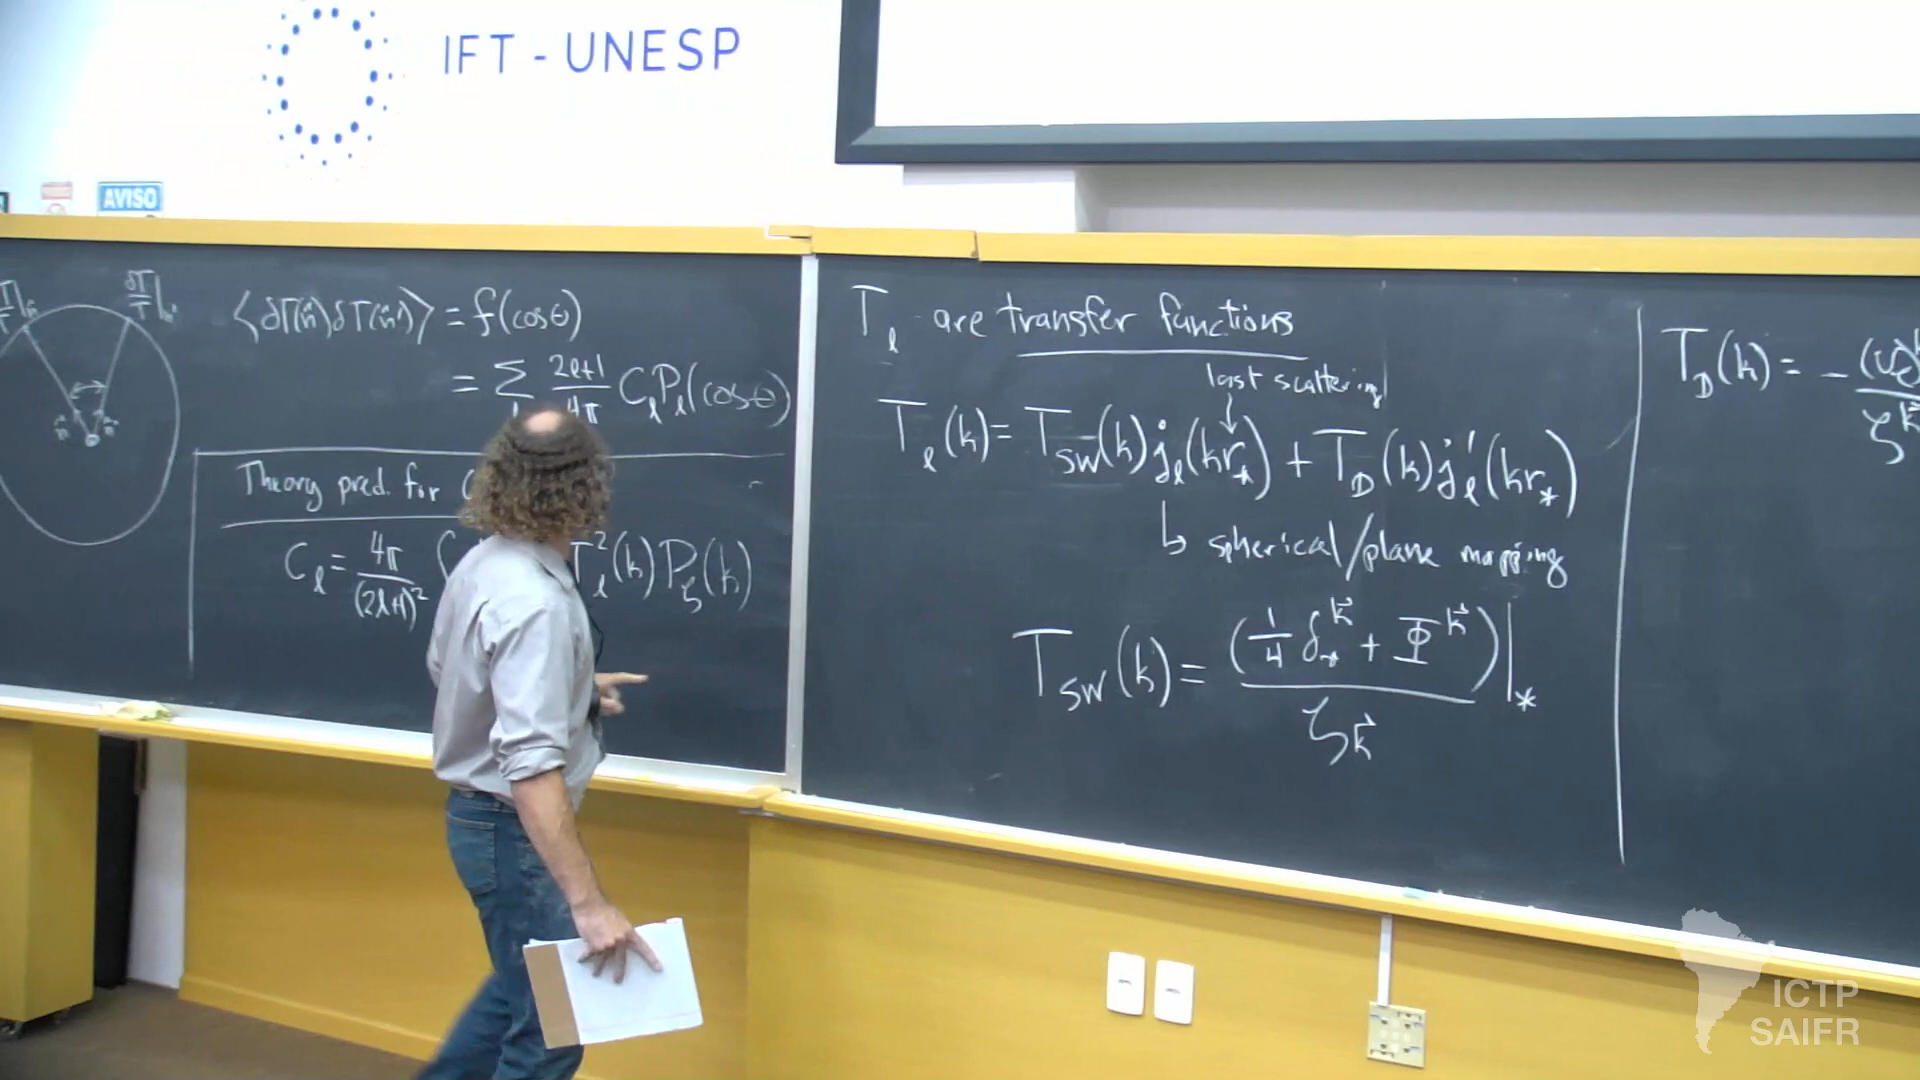 IFT - UNESP
AVISO
δT/T|n̂'
⟨δT(n̂)δT(n̂')⟩ = f(cosθ)
= Σ (2ℓ+1)/4π C_ℓ P_ℓ(cosθ)
Theory pred. for
C_ℓ = 4π/(2ℓ+1)² T_ℓ²(k) P_ζ(k)
T_ℓ are transfer functions
last scattering
T_ℓ(k) = T_SW(k) j_ℓ(kr_*) + T_D(k) j_ℓ'(kr_*)
↳ spherical/plane mapping
T_SW(k) = (1/4 δ_γ^k⃗ + Φ^k⃗)|_* / ζ_k⃗
T_D(k) = -
ICTP
SAIFR